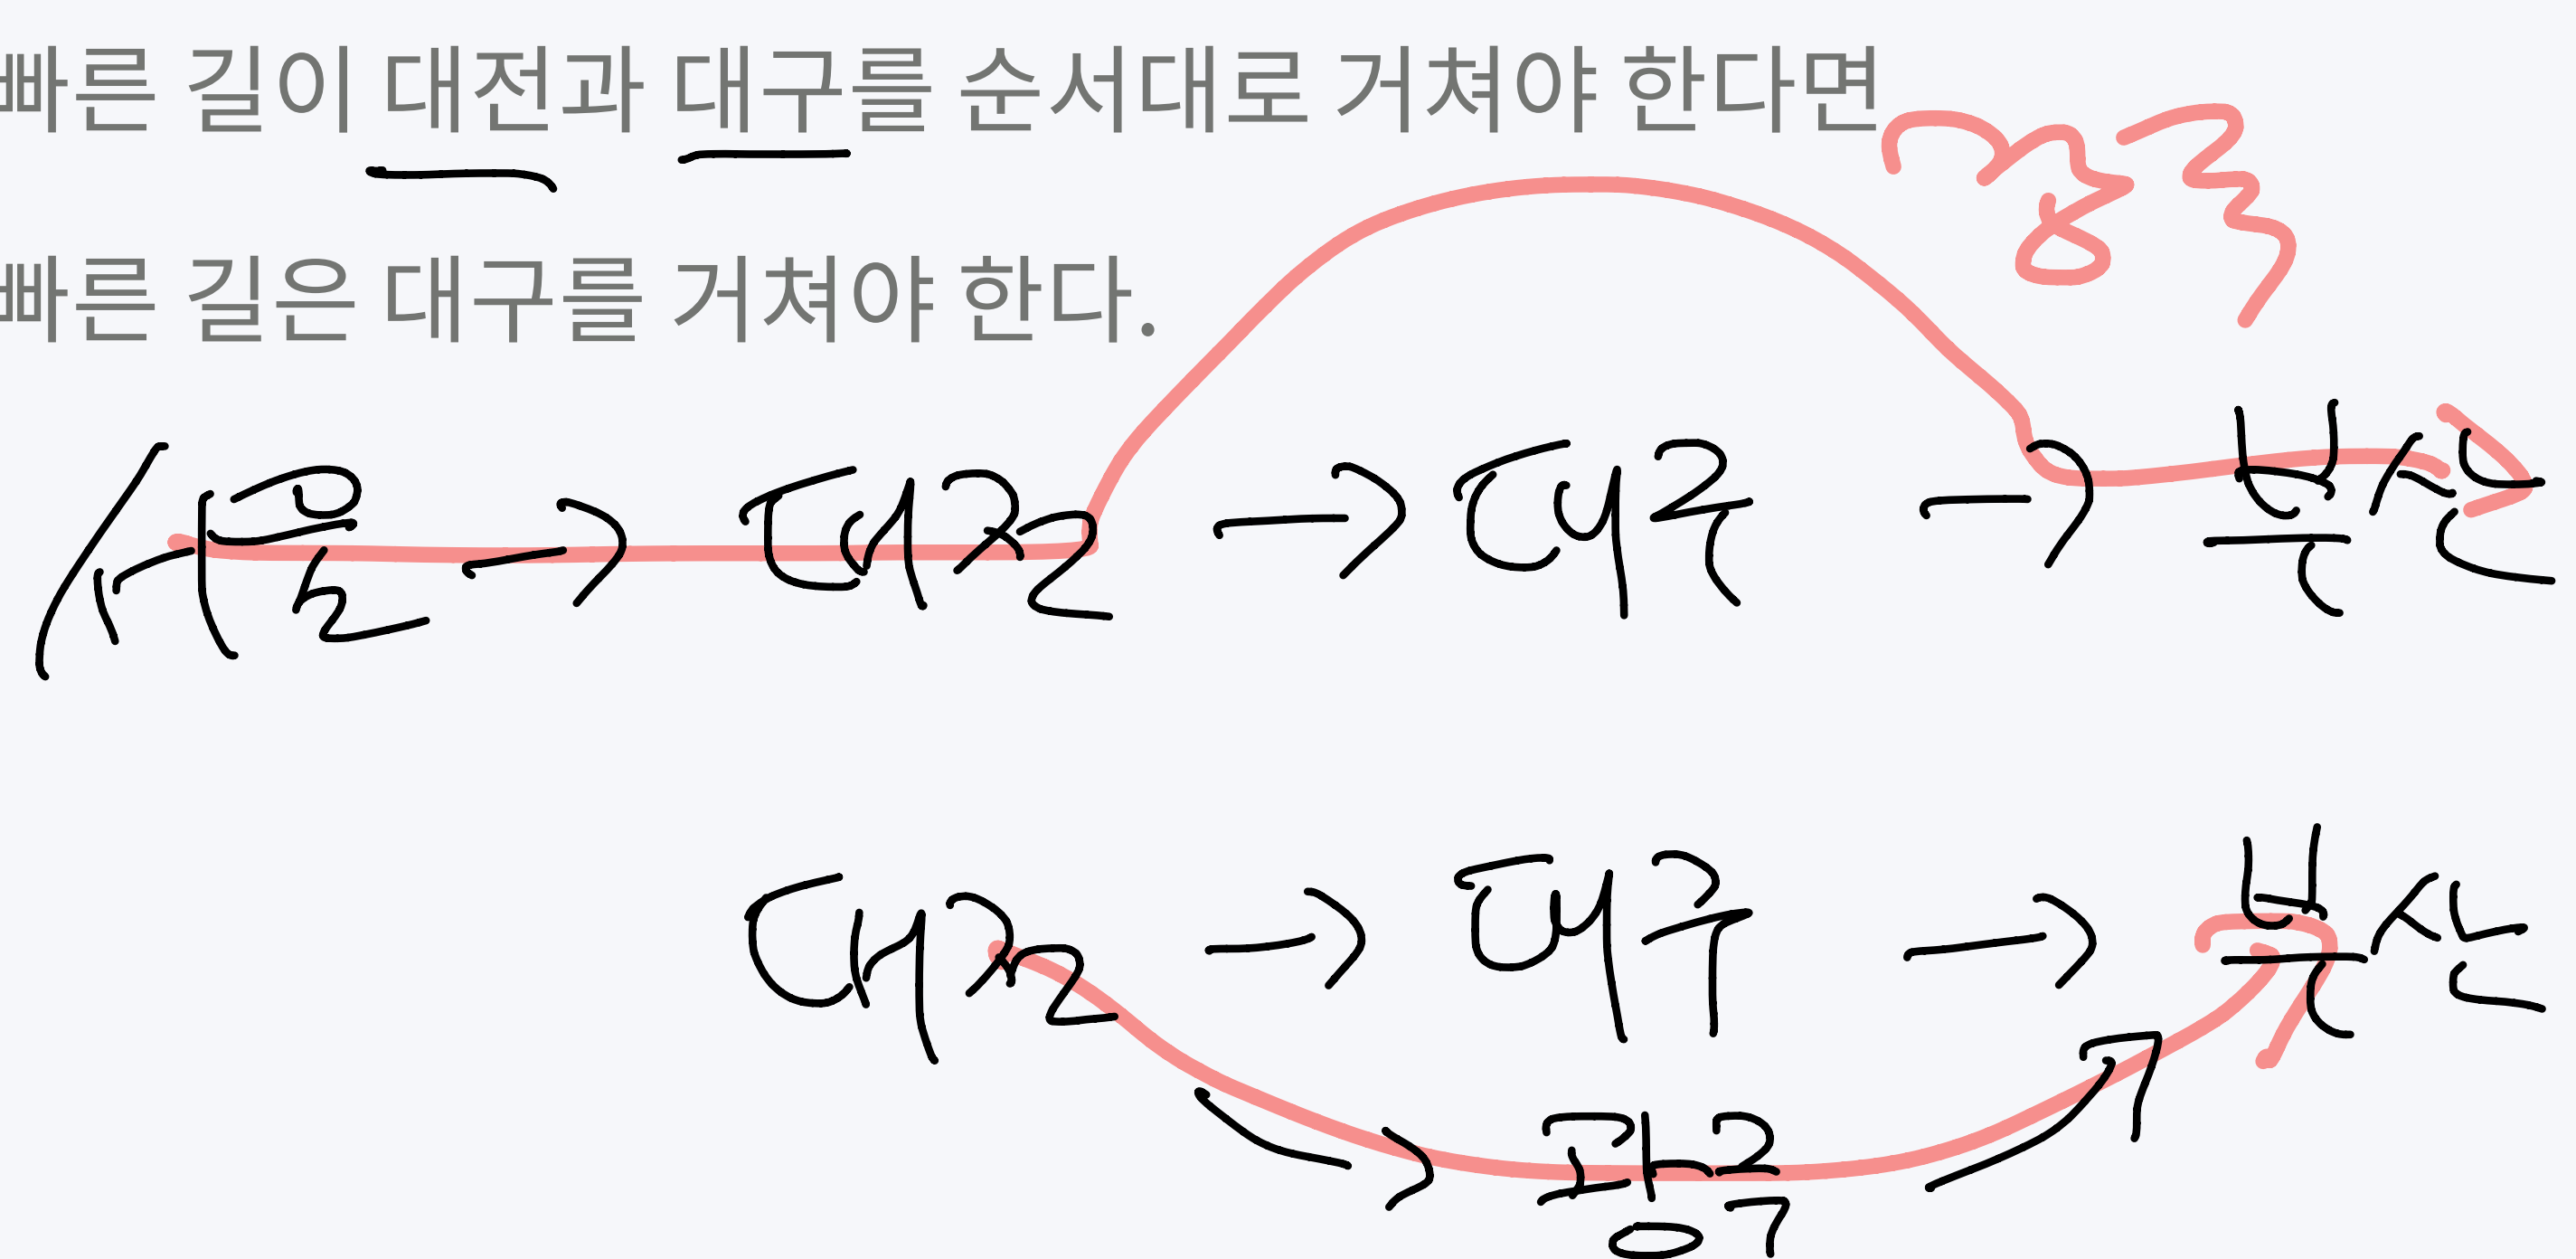 빠른 길이 대전과 대구를 순서대로 거쳐야 한다면
빠른 길은 대구를 거쳐야 한다.
서울 → 대전 → 대구 → 부산
대전 → 대구 → 부산
→ 광주 →